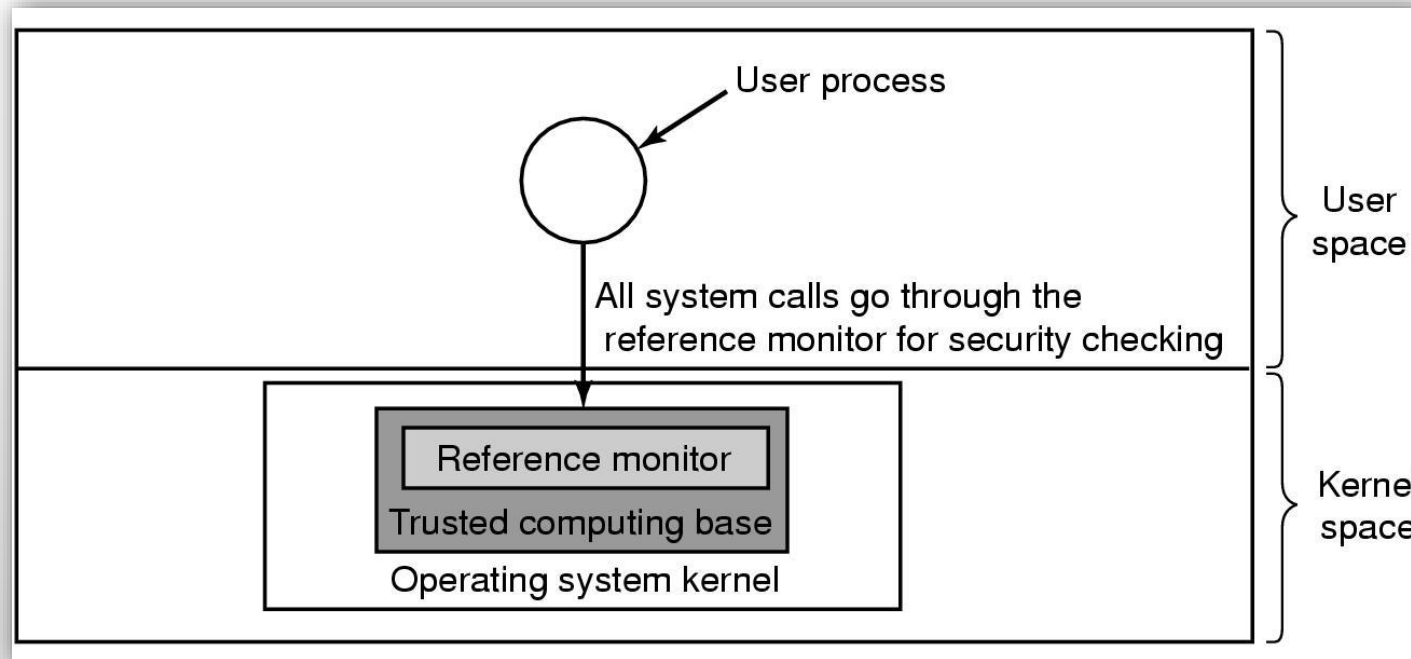 User process
User
space
All system calls go through the
reference monitor for security checking
Reference monitor
Trusted computing base
Operating system kernel
Kerne
space